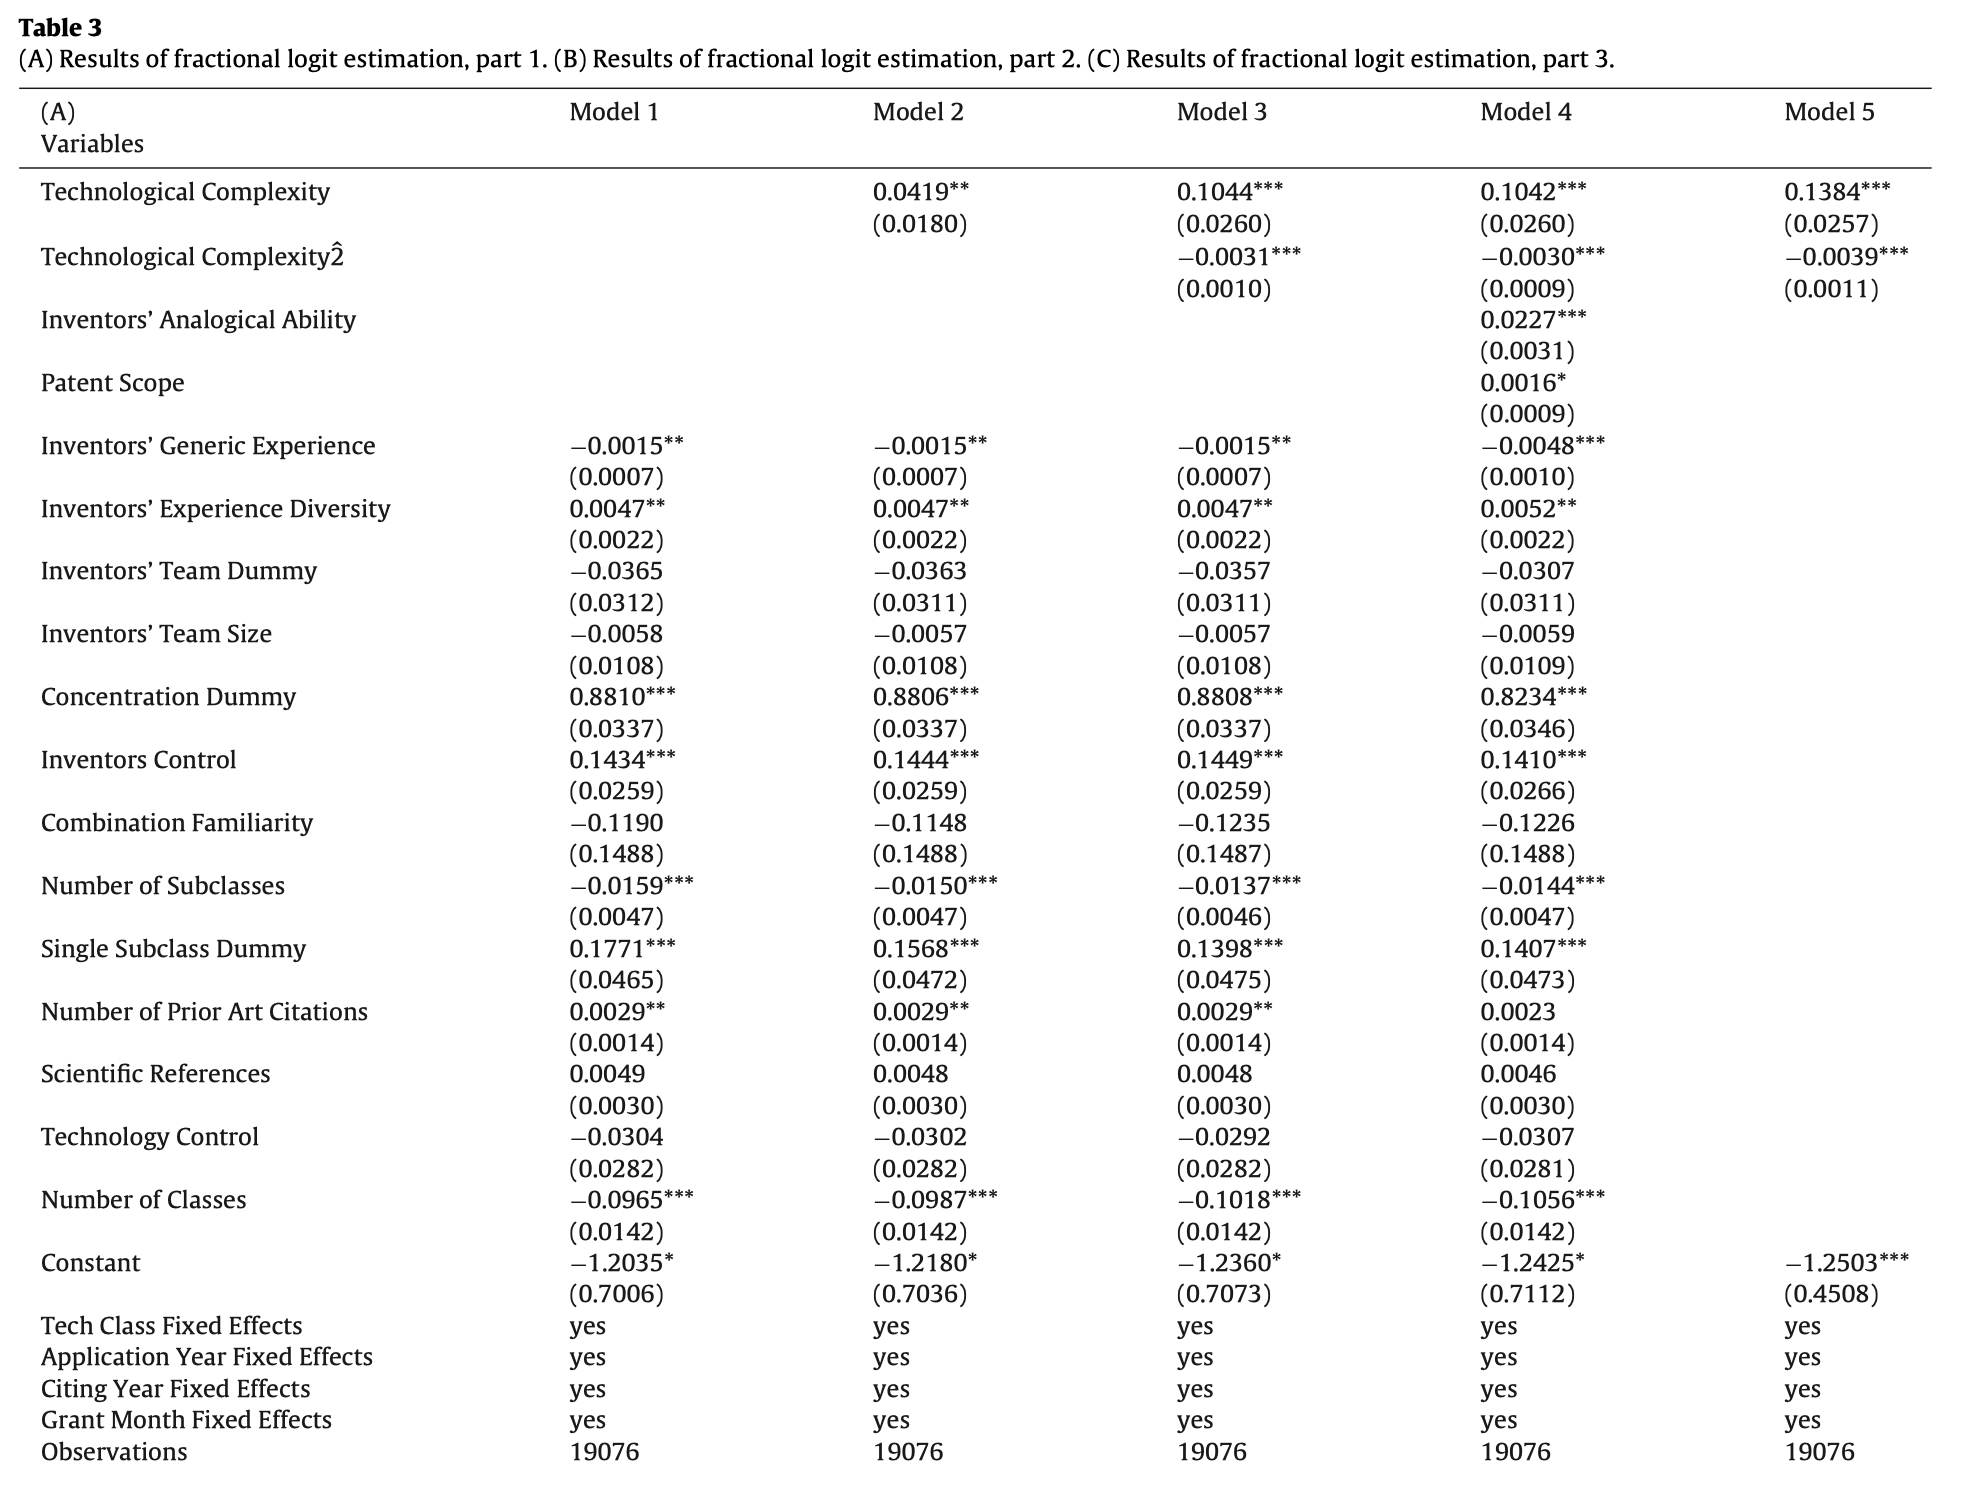 Table 3
(A) Results of fractional logit estimation, part 1. (B) Results of fractional logit estimation, part 2. (C) Results of fractional logit estimation, part 3.
(A) Model 1 Model 2 Model 3 Model 4 Model 5
Variables
Technological Complexity 0.0419** 0.1044*** 0.1042*** 0.1384***
(0.0180) (0.0260) (0.0260) (0.0257)
Technological Complexity2̂ −0.0031*** −0.0030*** −0.0039***
(0.0010) (0.0009) (0.0011)
Inventors’ Analogical Ability 0.0227***
(0.0031)
Patent Scope 0.0016*
(0.0009)
Inventors’ Generic Experience −0.0015** −0.0015** −0.0015** −0.0048***
(0.0007) (0.0007) (0.0007) (0.0010)
Inventors’ Experience Diversity 0.0047** 0.0047** 0.0047** 0.0052**
(0.0022) (0.0022) (0.0022) (0.0022)
Inventors’ Team Dummy −0.0365 −0.0363 −0.0357 −0.0307
(0.0312) (0.0311) (0.0311) (0.0311)
Inventors’ Team Size −0.0058 −0.0057 −0.0057 −0.0059
(0.0108) (0.0108) (0.0108) (0.0109)
Concentration Dummy 0.8810*** 0.8806*** 0.8808*** 0.8234***
(0.0337) (0.0337) (0.0337) (0.0346)
Inventors Control 0.1434*** 0.1444*** 0.1449*** 0.1410***
(0.0259) (0.0259) (0.0259) (0.0266)
Combination Familiarity −0.1190 −0.1148 −0.1235 −0.1226
(0.1488) (0.1488) (0.1487) (0.1488)
Number of Subclasses −0.0159*** −0.0150*** −0.0137*** −0.0144***
(0.0047) (0.0047) (0.0046) (0.0047)
Single Subclass Dummy 0.1771*** 0.1568*** 0.1398*** 0.1407***
(0.0465) (0.0472) (0.0475) (0.0473)
Number of Prior Art Citations 0.0029** 0.0029** 0.0029** 0.0023
(0.0014) (0.0014) (0.0014) (0.0014)
Scientific References 0.0049 0.0048 0.0048 0.0046
(0.0030) (0.0030) (0.0030) (0.0030)
Technology Control −0.0304 −0.0302 −0.0292 −0.0307
(0.0282) (0.0282) (0.0282) (0.0281)
Number of Classes −0.0965*** −0.0987*** −0.1018*** −0.1056***
(0.0142) (0.0142) (0.0142) (0.0142)
Constant −1.2035* −1.2180* −1.2360* −1.2425* −1.2503***
(0.7006) (0.7036) (0.7073) (0.7112) (0.4508)
Tech Class Fixed Effects yes yes yes yes yes
Application Year Fixed Effects yes yes yes yes yes
Citing Year Fixed Effects yes yes yes yes yes
Grant Month Fixed Effects yes yes yes yes yes
Observations 19076 19076 19076 19076 19076